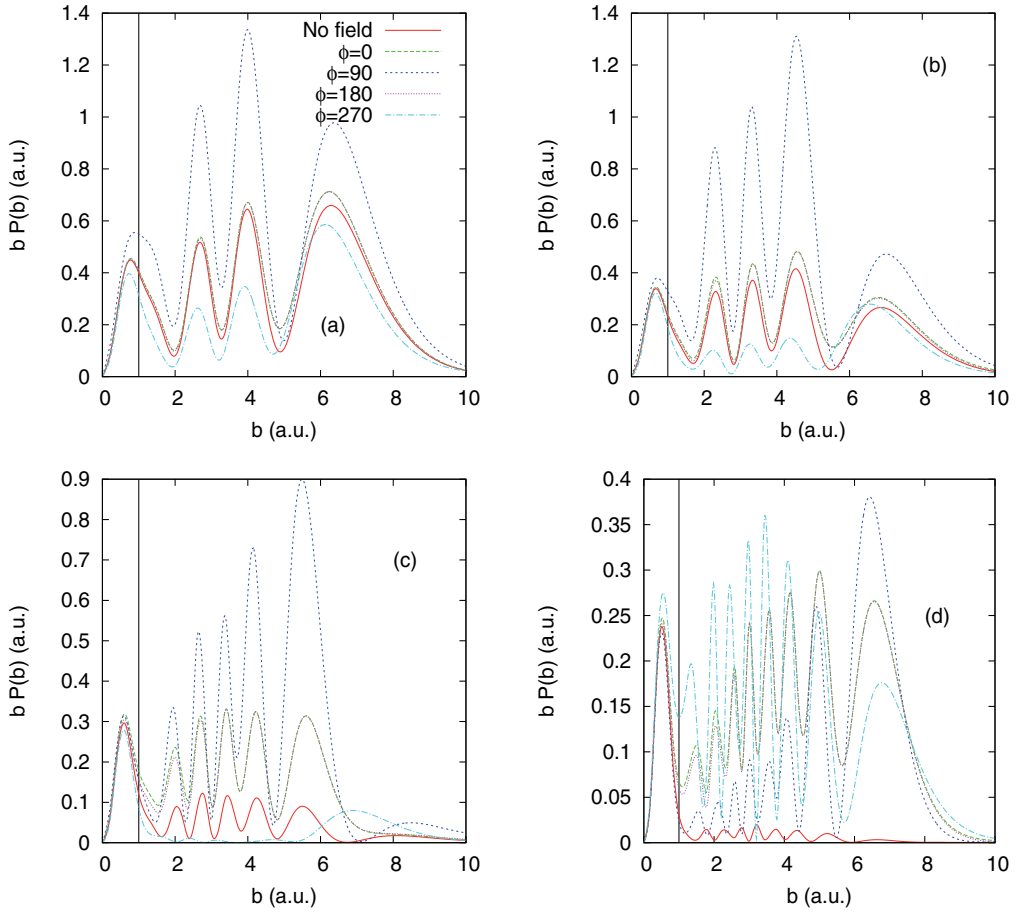 b P(b) (a.u.)
1.4
1.2
1
0.8
0.6
0.4
0.2
0
No field
ϕ=0
ϕ=90
ϕ=180
ϕ=270
(a)
0 2 4 6 8 10
b (a.u.)
b P(b) (a.u.)
1.4
1.2
1
0.8
0.6
0.4
0.2
0
(b)
0 2 4 6 8 10
b (a.u.)
b P(b) (a.u.)
0.9
0.8
0.7
0.6
0.5
0.4
0.3
0.2
0.1
0
(c)
0 2 4 6 8 10
b (a.u.)
b P(b) (a.u.)
0.4
0.35
0.3
0.25
0.2
0.15
0.1
0.05
0
(d)
0 2 4 6 8 10
b (a.u.)